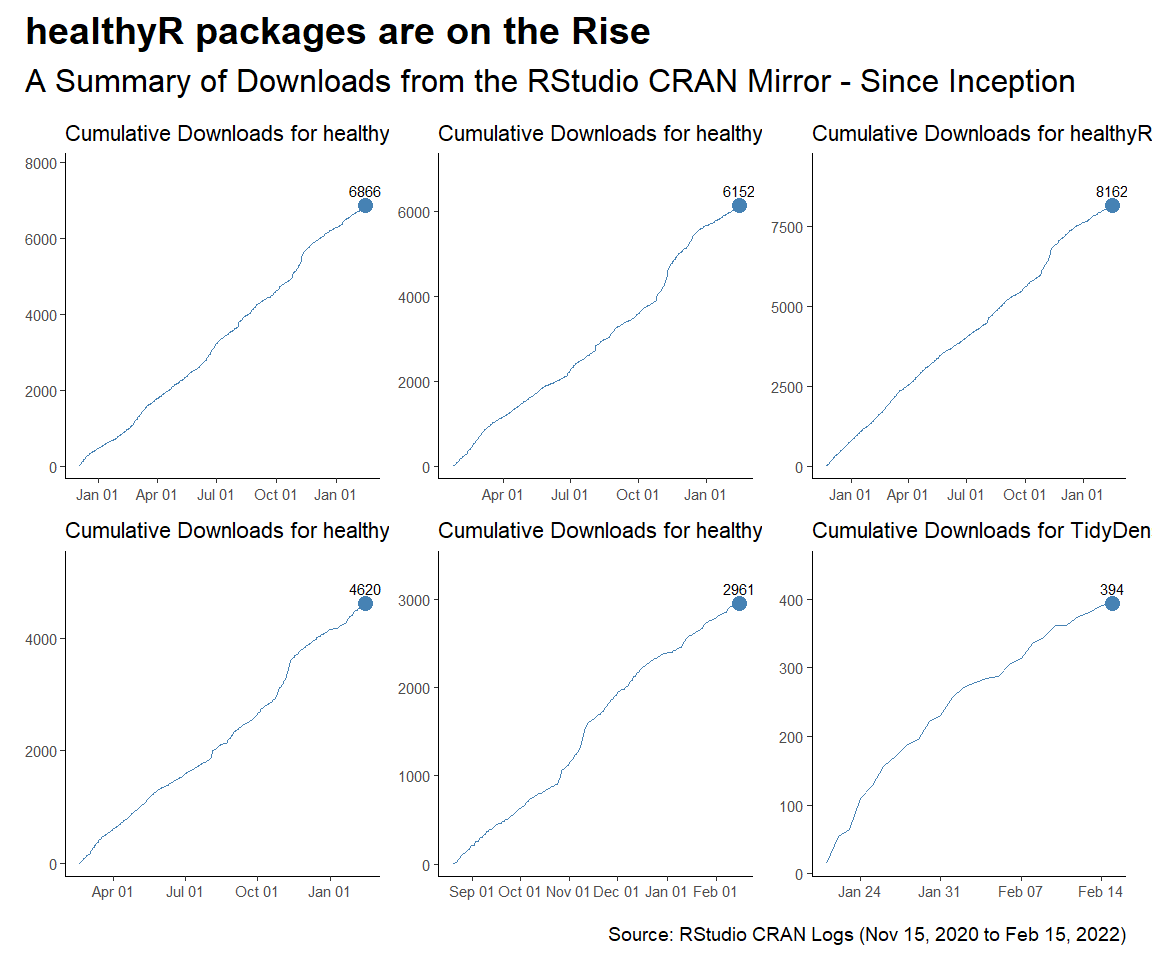 healthyR packages are on the Rise
A Summary of Downloads from the RStudio CRAN Mirror - Since Inception
Cumulative Downloads for healthy
8000
6000
4000
2000
0
6866
Jan 01 Apr 01 Jul 01 Oct 01 Jan 01
Cumulative Downloads for healthy
6000
4000
2000
0
6152
Apr 01 Jul 01 Oct 01 Jan 01
Cumulative Downloads for healthyR
7500
5000
2500
0
8162
Jan 01 Apr 01 Jul 01 Oct 01 Jan 01
Cumulative Downloads for healthy
4000
2000
0
4620
Apr 01 Jul 01 Oct 01 Jan 01
Cumulative Downloads for healthy
3000
2000
1000
0
2961
Sep 01 Oct 01 Nov 01 Dec 01 Jan 01 Feb 01
Cumulative Downloads for TidyDen
400
300
200
100
0
394
Jan 24 Jan 31 Feb 07 Feb 14
Source: RStudio CRAN Logs (Nov 15, 2020 to Feb 15, 2022)